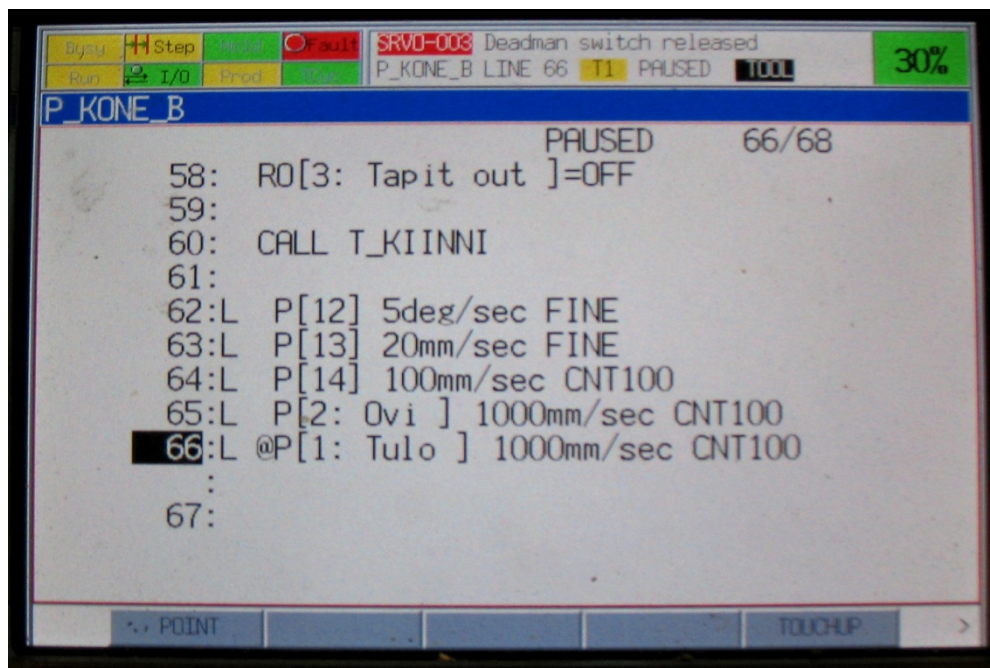 Busy Step Fault SRVO-003 Deadman switch released 30%
Run I/O Prod P_KONE_B LINE 66 T1 PAUSED TOOL
P_KONE_B
PAUSED 66/68
58: RO[3: Tapit out ]=OFF
59:
60: CALL T_KIINNI
61:
62:L P[12] 5deg/sec FINE
63:L P[13] 20mm/sec FINE
64:L P[14] 100mm/sec CNT100
65:L P[2: Ovi ] 1000mm/sec CNT100
66:L @P[1: Tulo ] 1000mm/sec CNT100
:
67:
POINT TOUCHUP >